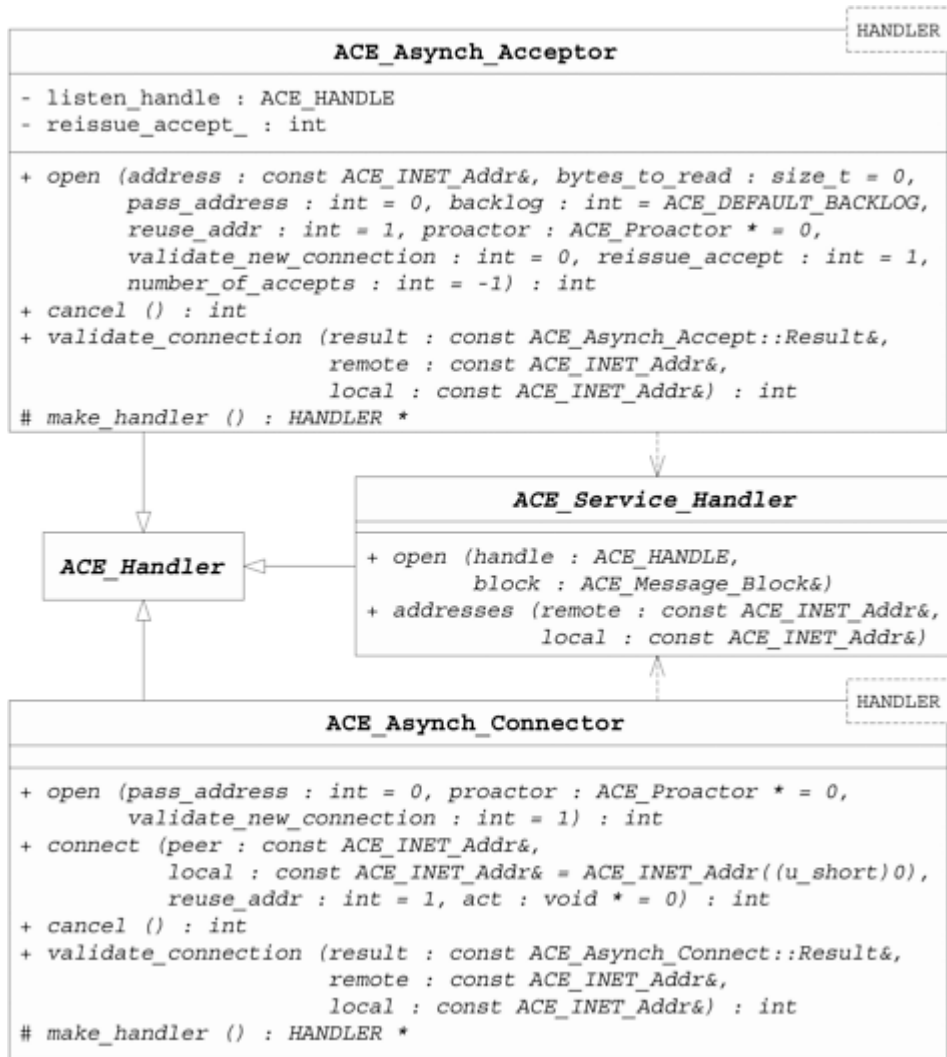 HANDLER
ACE_Asynch_Acceptor
- listen_handle : ACE_HANDLE
- reissue_accept_ : int
+ open (address : const ACE_INET_Addr&, bytes_to_read : size_t = 0,
pass_address : int = 0, backlog : int = ACE_DEFAULT_BACKLOG,
reuse_addr : int = 1, proactor : ACE_Proactor * = 0,
validate_new_connection : int = 0, reissue_accept : int = 1,
number_of_accepts : int = -1) : int
+ cancel () : int
+ validate_connection (result : const ACE_Asynch_Accept::Result&,
remote : const ACE_INET_Addr&,
local : const ACE_INET_Addr&) : int
# make_handler () : HANDLER *
ACE_Service_Handler
ACE_Handler
+ open (handle : ACE_HANDLE,
block : ACE_Message_Block&)
+ addresses (remote : const ACE_INET_Addr&,
local : const ACE_INET_Addr&)
HANDLER
ACE_Asynch_Connector
+ open (pass_address : int = 0, proactor : ACE_Proactor * = 0,
validate_new_connection : int = 1) : int
+ connect (peer : const ACE_INET_Addr&,
local : const ACE_INET_Addr& = ACE_INET_Addr((u_short)0),
reuse_addr : int = 1, act : void * = 0) : int
+ cancel () : int
+ validate_connection (result : const ACE_Asynch_Connect::Result&,
remote : const ACE_INET_Addr&,
local : const ACE_INET_Addr&) : int
# make_handler () : HANDLER *